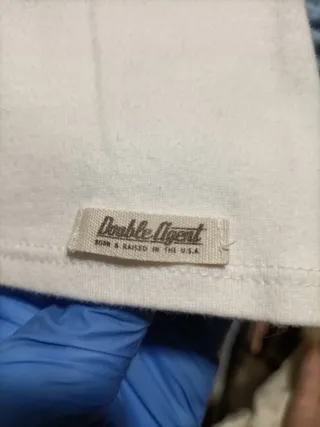 Double Agent
BORN & RAISED IN THE U.S.A.